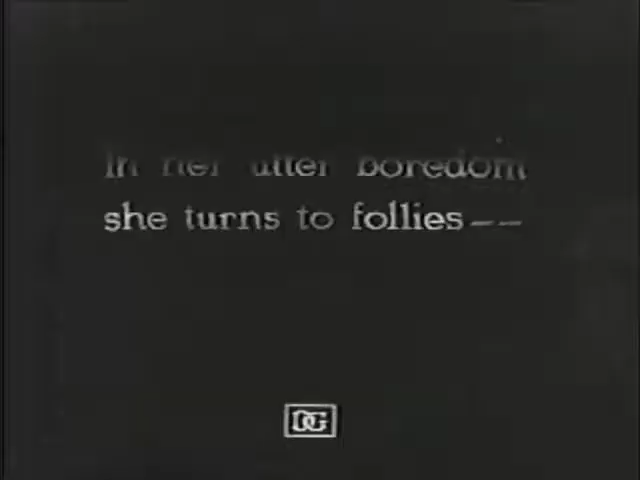 In her utter boredom
she turns to follies--
DG